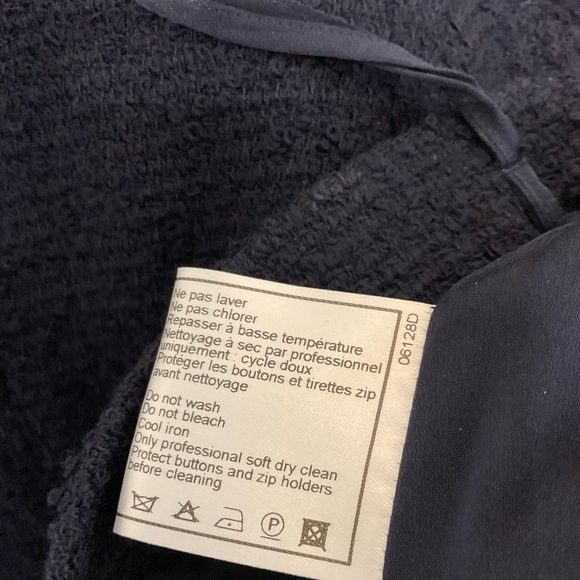 Ne pas laver
Ne pas chlorer
Repasser à basse température
Nettoyage à sec par professionnel
uniquement : cycle doux
Protéger les boutons et tirettes zip
avant nettoyage
Do not wash
Do not bleach
Cool iron
Only professional soft dry clean
Protect buttons and zip holders
before cleaning
P
06128D